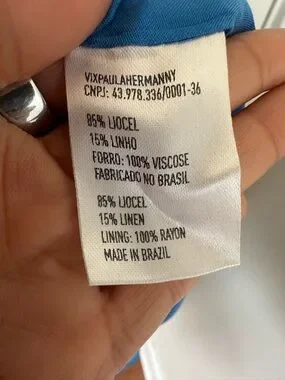 VIXPAULAHERMANNY
CNPJ: 43.978.336/0001-36
85% LIOCEL
15% LINHO
FORRO: 100% VISCOSE
FABRICADO NO BRASIL
85% LIOCEL
15% LINEN
LINING: 100% RAYON
MADE IN BRAZIL